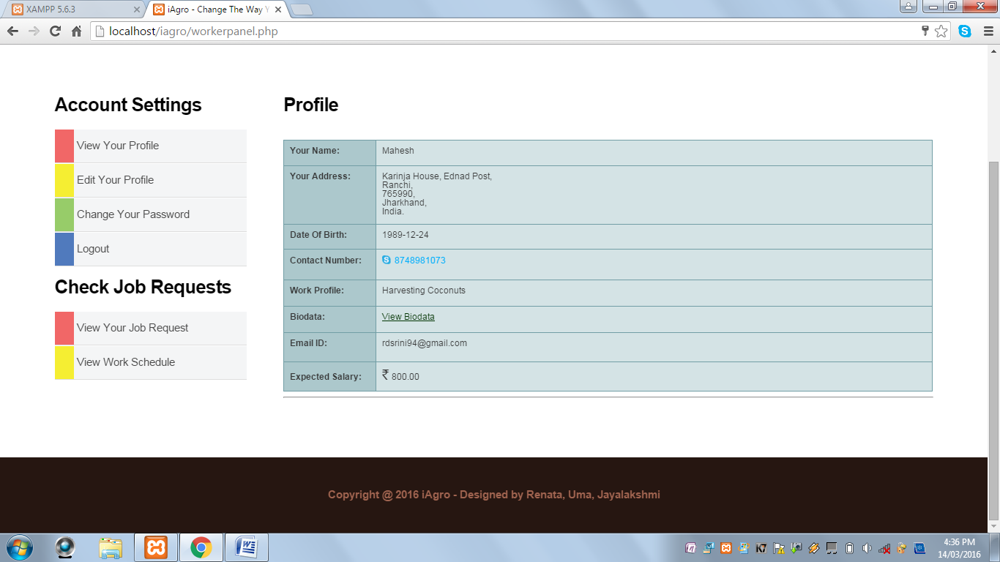 XAMPP 5.6.3
iAgro - Change The Way Y
localhost/iagro/workerpanel.php
Account Settings
View Your Profile
Edit Your Profile
Change Your Password
Logout
Check Job Requests
View Your Job Request
View Work Schedule
Profile
Your Name: Mahesh
Your Address: Karinja House, Ednad Post,
Ranchi,
765990,
Jharkhand,
India.
Date Of Birth: 1989-12-24
Contact Number: 8748981073
Work Profile: Harvesting Coconuts
Biodata: View Biodata
Email ID: rdsrini94@gmail.com
Expected Salary: ₹ 800.00
Copyright @ 2016 iAgro - Designed by Renata, Uma, Jayalakshmi
4:36 PM
14/03/2016